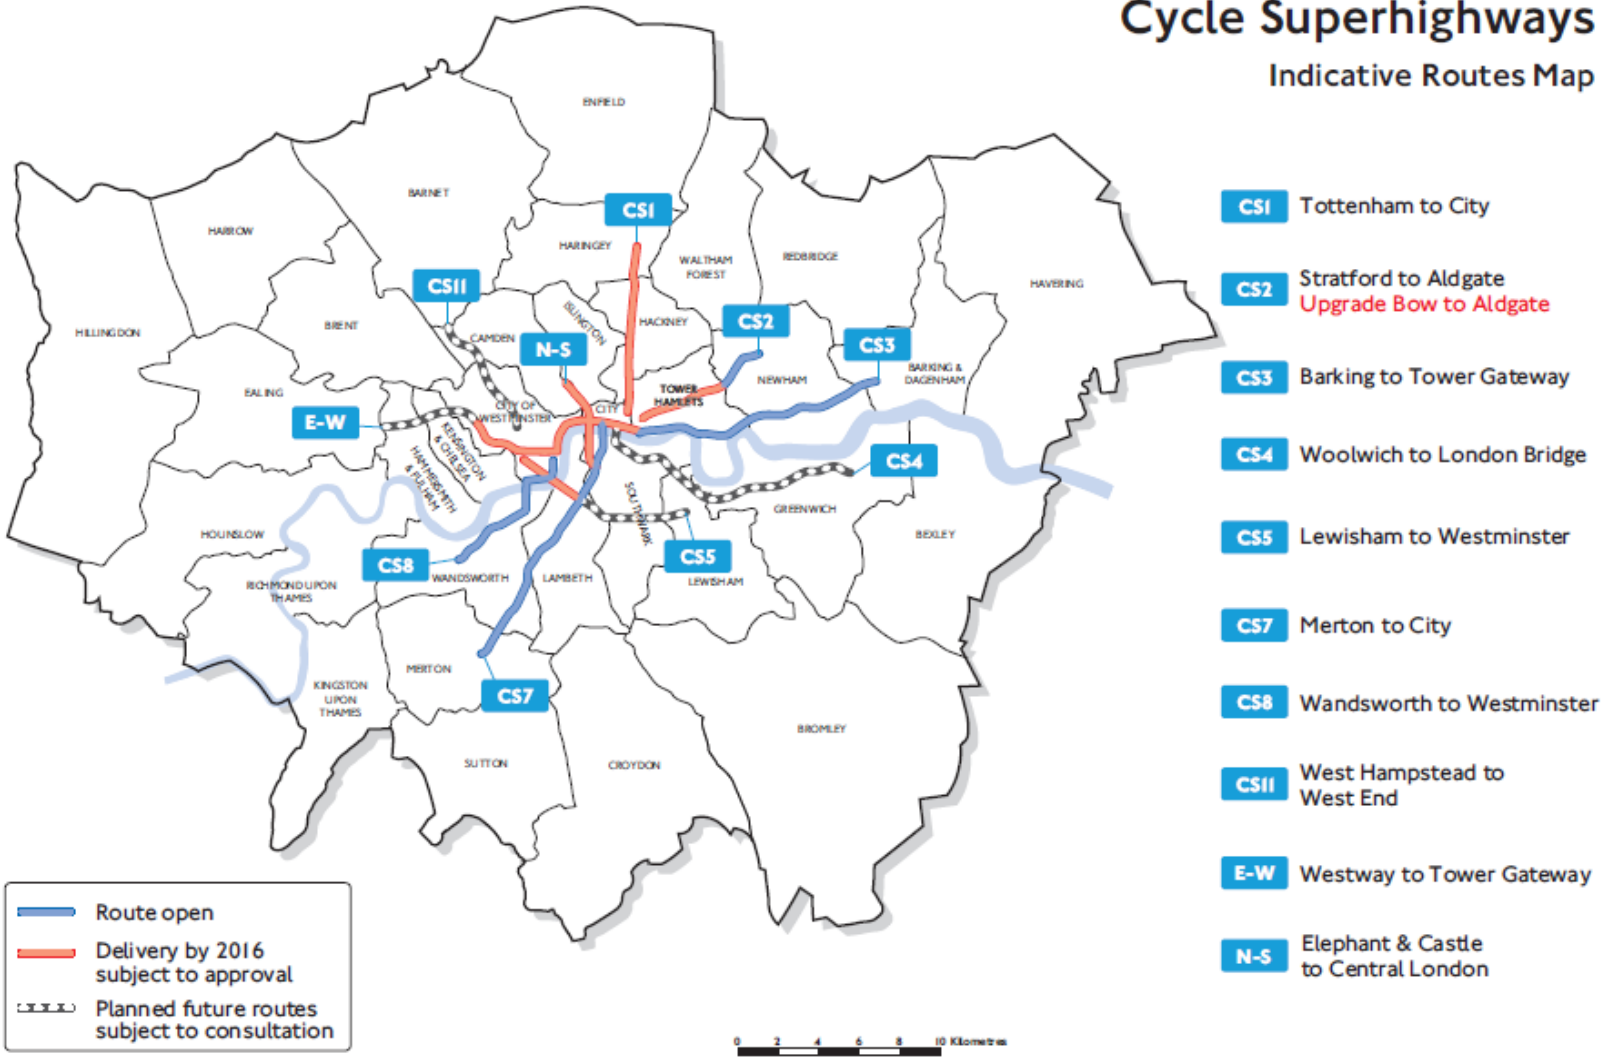 Cycle Superhighways
Indicative Routes Map
ENFIELD
BARNET
CS1
HARROW
HARINGEY
WALTHAM
FOREST
REDBRIDGE
HAVERING
CS11
HILLINGDON
BRENT
CAMDEN
ISLINGTON
HACKNEY
CS2
N-S
CS3
BARKING &
DAGENHAM
EALING
NEWHAM
TOWER
HAMLETS
E-W
CITY OF
WESTMINSTER
CITY
KENSINGTON
& CHELSEA
HAMMERSMITH
& FULHAM
CS4
SOUTHWARK
GREENWICH
HOUNSLOW
BEXLEY
CS8
CS5
RICHMOND UPON
THAMES
WANDSWORTH
LAMBETH
LEWISHAM
MERTON
CS7
KINGSTON
UPON
THAMES
BROMLEY
SUTTON
CROYDON
CS1 Tottenham to City
CS2 Stratford to Aldgate
Upgrade Bow to Aldgate
CS3 Barking to Tower Gateway
CS4 Woolwich to London Bridge
CS5 Lewisham to Westminster
CS7 Merton to City
CS8 Wandsworth to Westminster
CS11 West Hampstead to
West End
E-W Westway to Tower Gateway
N-S Elephant & Castle
to Central London
Route open
Delivery by 2016
subject to approval
Planned future routes
subject to consultation
0 2 4 6 8 10 Kilometres